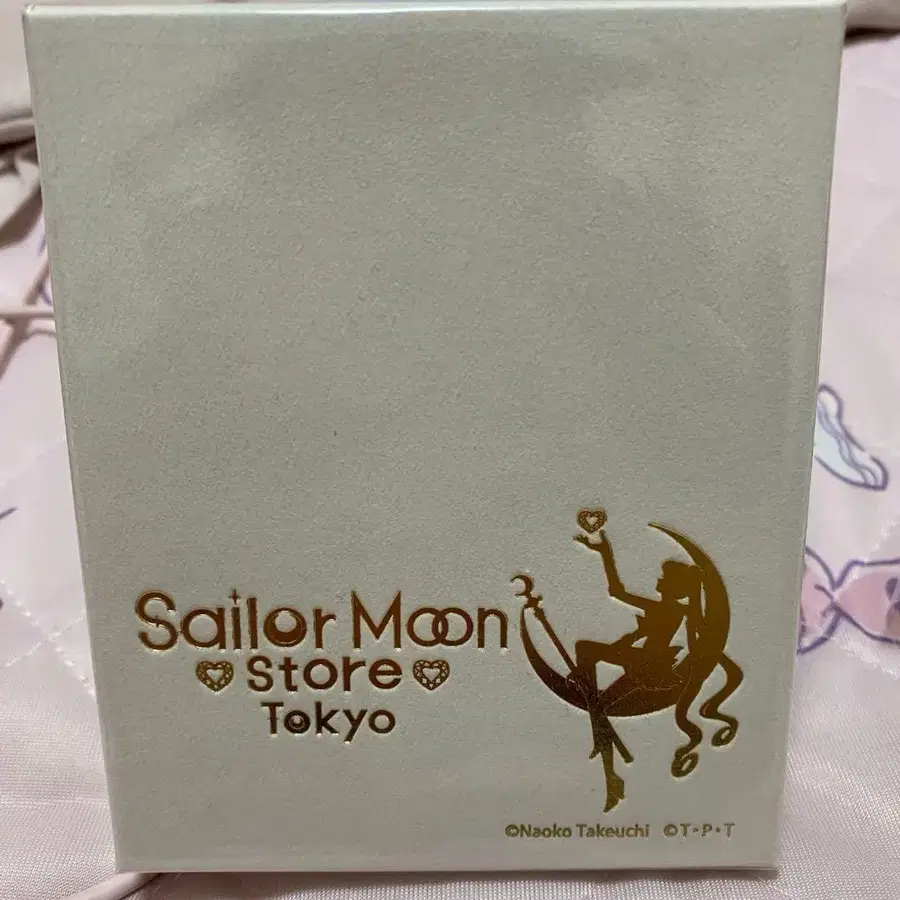 Sailor Moon
store
Tokyo
©Naoko Takeuchi ©T・P・T